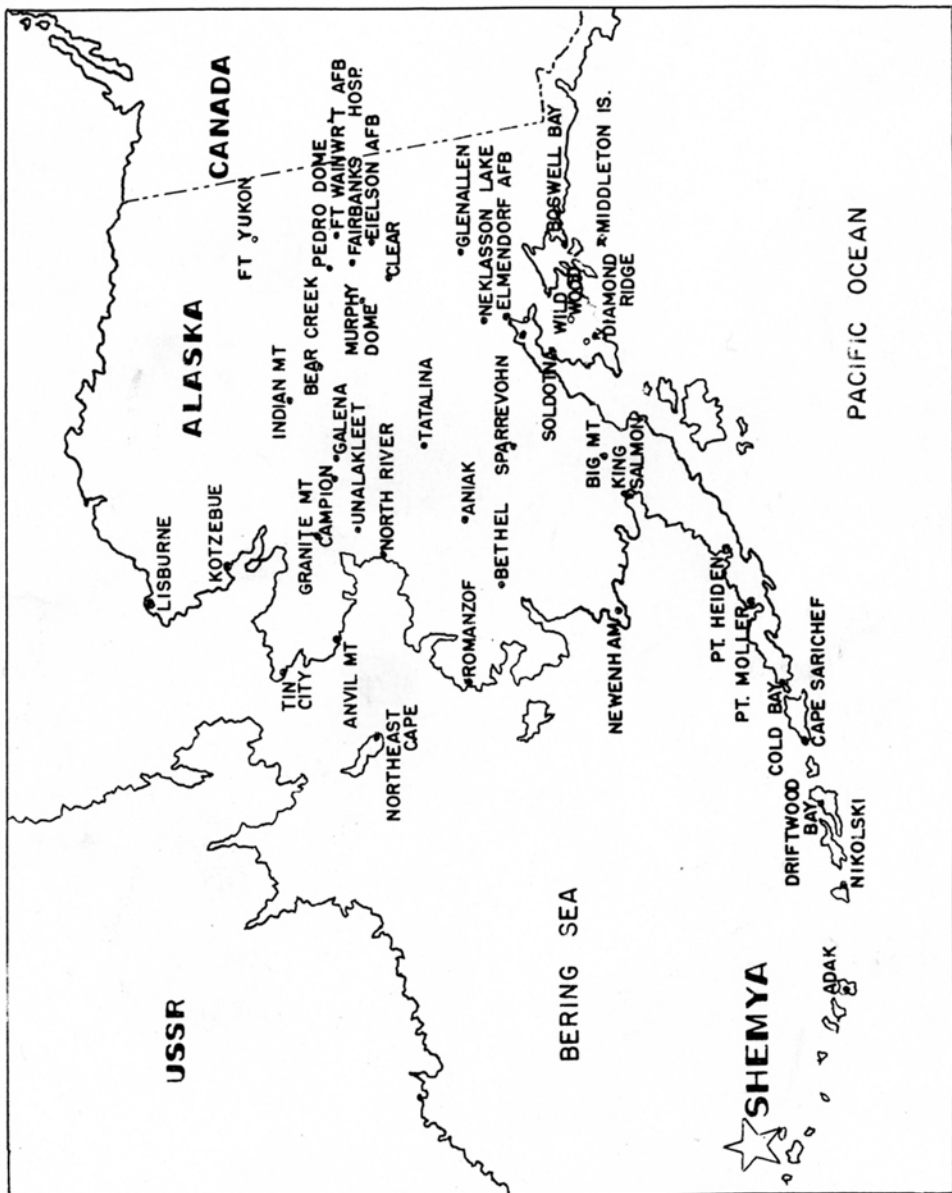 CANADA
ALASKA
USSR
FT YUKON
LISBURNE
KOTZEBUE
INDIAN MT
BEAR CREEK
PEDRO DOME
FT WAINWR'T AFB
FAIRBANKS HOSP.
EIELSON AFB
MURPHY
DOME
CLEAR
TIN
CITY
GRANITE MT
CAMPION
GALENA
UNALAKLEET
NORTH RIVER
ANVIL MT
NORTHEAST
CAPE
TATALINA
GLENALLEN
NEKLASSON LAKE
ELMENDORF AFB
ROMANZOF
ANIAK
BETHEL
SPARREVOHN
SOLDOTNA
WILD
WOOD
BOSWELL BAY
MIDDLETON IS.
DIAMOND
RIDGE
BIG MT
KING
SALMON
NEWENHAM
BERING SEA
PT. HEIDEN
PT. MOLLER
COLD BAY
CAPE SARICHEF
DRIFTWOOD
BAY
NIKOLSKI
ADAK
SHEMYA
PACIFIC OCEAN